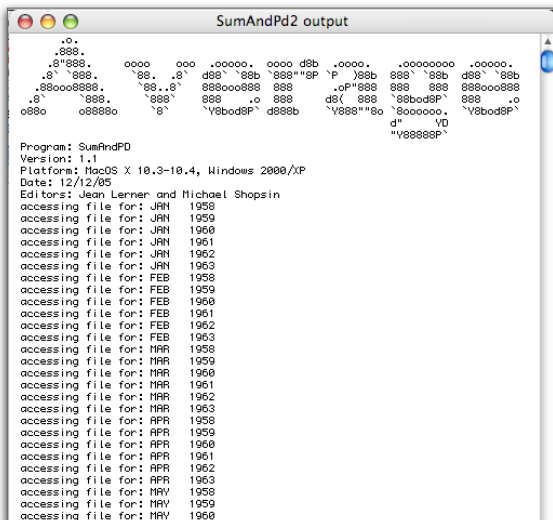 SumAndPd2 output
Average
Program: SumAndPD
Version: 1.1
Platform: MacOS X 10.3-10.4, Windows 2000/XP
Date: 12/12/05
Editors: Jean Lerner and Michael Shopsin
accessing file for: JAN 1958
accessing file for: JAN 1959
accessing file for: JAN 1960
accessing file for: JAN 1961
accessing file for: JAN 1962
accessing file for: JAN 1963
accessing file for: FEB 1958
accessing file for: FEB 1959
accessing file for: FEB 1960
accessing file for: FEB 1961
accessing file for: FEB 1962
accessing file for: FEB 1963
accessing file for: MAR 1958
accessing file for: MAR 1959
accessing file for: MAR 1960
accessing file for: MAR 1961
accessing file for: MAR 1962
accessing file for: MAR 1963
accessing file for: APR 1958
accessing file for: APR 1959
accessing file for: APR 1960
accessing file for: APR 1961
accessing file for: APR 1962
accessing file for: APR 1963
accessing file for: MAY 1958
accessing file for: MAY 1959
accessing file for: MAY 1960